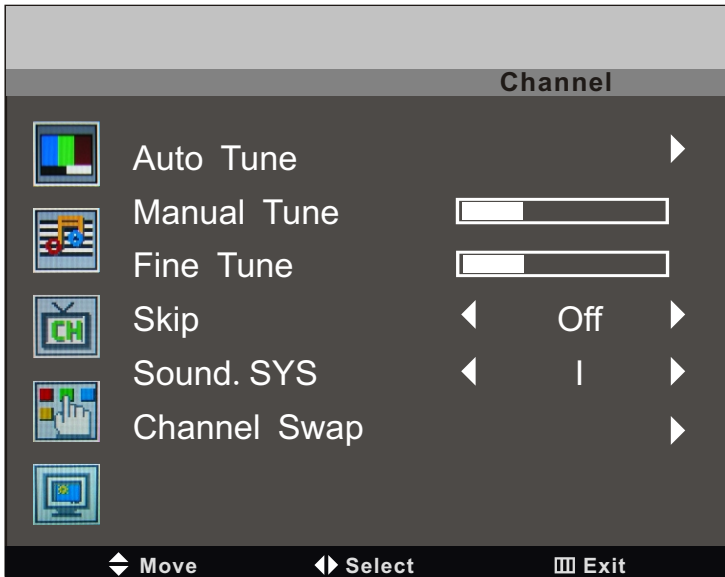 Channel
Auto Tune
Manual Tune
Fine Tune
Skip Off
Sound. SYS I
CH
Channel Swap
Move Select Exit